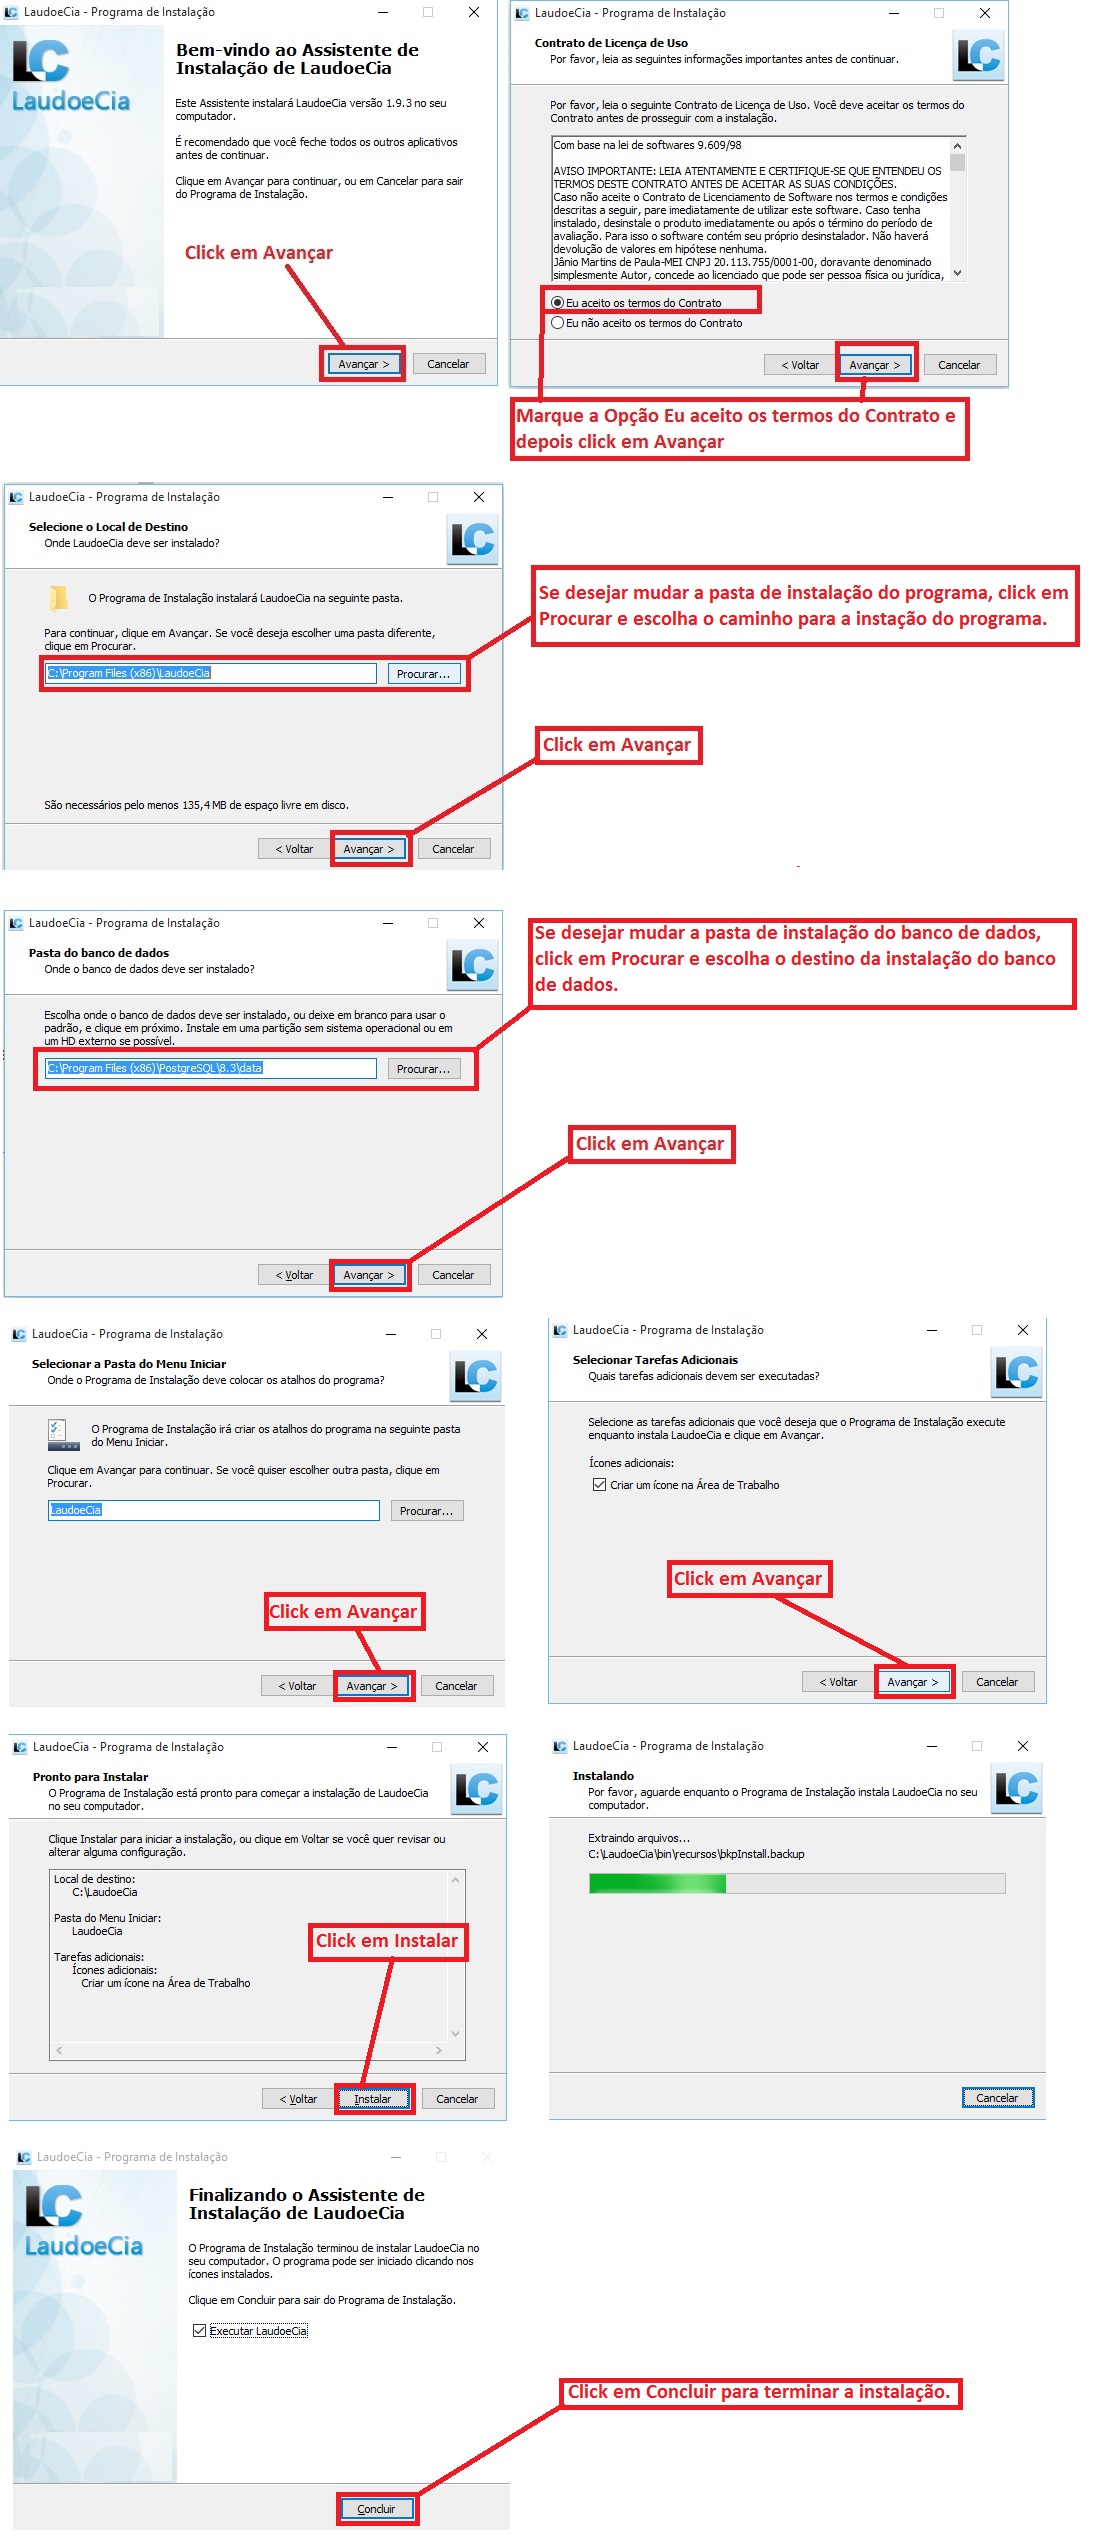 LaudoeCia - Programa de Instalação
LC
LaudoeCia
Bem-vindo ao Assistente de
Instalação de LaudoeCia
Este Assistente instalará LaudoeCia versão 1.9.3 no seu
computador.
É recomendado que você feche todos os outros aplicativos
antes de continuar.
Clique em Avançar para continuar, ou em Cancelar para sair
do Programa de Instalação.
Click em Avançar
Avançar >
Cancelar
LaudoeCia - Programa de Instalação
Contrato de Licença de Uso
Por favor, leia as seguintes informações importantes antes de continuar.
LC
Por favor, leia o seguinte Contrato de Licença de Uso. Você deve aceitar os termos do
Contrato antes de prosseguir com a instalação.
Com base na lei de softwares 9.609/98
AVISO IMPORTANTE: LEIA ATENTAMENTE E CERTIFIQUE-SE QUE ENTENDEU OS
TERMOS DESTE CONTRATO ANTES DE ACEITAR AS SUAS CONDIÇÕES.
Caso não aceite o Contrato de Licenciamento de Software nos termos e condições
descritas a seguir, pare imediatamente de utilizar este software. Caso tenha
instalado, desinstale o produto imediatamente ou após o término do período de
avaliação. Para isso o software contém seu próprio desinstalador. Não haverá
devolução de valores em hipótese nenhuma.
Jânio Martins de Paula-MEI CNPJ 20.113.755/0001-00, doravante denominado
simplesmente Autor, concede ao licenciado que pode ser pessoa física ou jurídica,
Eu aceito os termos do Contrato
Eu não aceito os termos do Contrato
< Voltar
Avançar >
Cancelar
Marque a Opção Eu aceito os termos do Contrato e
depois click em Avançar
LaudoeCia - Programa de Instalação
Selecione o Local de Destino
Onde LaudoeCia deve ser instalado?
LC
O Programa de Instalação instalará LaudoeCia na seguinte pasta.
Para continuar, clique em Avançar. Se você deseja escolher uma pasta diferente,
clique em Procurar.
C:\Program Files (x86)\LaudoeCia
Procurar...
Se desejar mudar a pasta de instalação do programa, click em
Procurar e escolha o caminho para a instação do programa.
Click em Avançar
São necessários pelo menos 135,4 MB de espaço livre em disco.
< Voltar
Avançar >
Cancelar
LaudoeCia - Programa de Instalação
Pasta do banco de dados
Onde o banco de dados deve ser instalado?
LC
Escolha onde o banco de dados deve ser instalado, ou deixe em branco para usar o
padrão, e clique em próximo. Instale em uma partição sem sistema operacional ou em
um HD externo se possível.
C:\Program Files (x86)\PostgreSQL\8.3\data
Procurar...
Se desejar mudar a pasta de instalação do banco de dados,
click em Procurar e escolha o destino da instalação do banco
de dados.
Click em Avançar
< Voltar
Avançar >
Cancelar
LaudoeCia - Programa de Instalação
Selecionar a Pasta do Menu Iniciar
Onde o Programa de Instalação deve colocar os atalhos do programa?
LC
O Programa de Instalação irá criar os atalhos do programa na seguinte pasta
do Menu Iniciar.
Clique em Avançar para continuar. Se você quiser escolher outra pasta, clique em
Procurar.
LaudoeCia
Procurar...
Click em Avançar
< Voltar
Avançar >
Cancelar
LaudoeCia - Programa de Instalação
Selecionar Tarefas Adicionais
Quais tarefas adicionais devem ser executadas?
LC
Selecione as tarefas adicionais que você deseja que o Programa de Instalação execute
enquanto instala LaudoeCia e clique em Avançar.
Ícones adicionais:
Criar um ícone na Área de Trabalho
Click em Avançar
< Voltar
Avançar >
Cancelar
LaudoeCia - Programa de Instalação
Pronto para Instalar
O Programa de Instalação está pronto para começar a instalação de LaudoeCia
no seu computador.
LC
Clique Instalar para iniciar a instalação, ou clique em Voltar se você quer revisar ou
alterar alguma configuração.
Local de destino:
C:\LaudoeCia
Pasta do Menu Iniciar:
LaudoeCia
Tarefas adicionais:
Ícones adicionais:
Criar um ícone na Área de Trabalho
Click em Instalar
< Voltar
Instalar
Cancelar
LaudoeCia - Programa de Instalação
Instalando
Por favor, aguarde enquanto o Programa de Instalação instala LaudoeCia no seu
computador.
LC
Extraindo arquivos...
C:\LaudoeCia\bin\recursos\bkpInstall.backup
Cancelar
LaudoeCia - Programa de Instalação
LC
LaudoeCia
Finalizando o Assistente de
Instalação de LaudoeCia
O Programa de Instalação terminou de instalar LaudoeCia no
seu computador. O programa pode ser iniciado clicando nos
ícones instalados.
Clique em Concluir para sair do Programa de Instalação.
Executar LaudoeCia
Click em Concluir para terminar a instalação.
Concluir